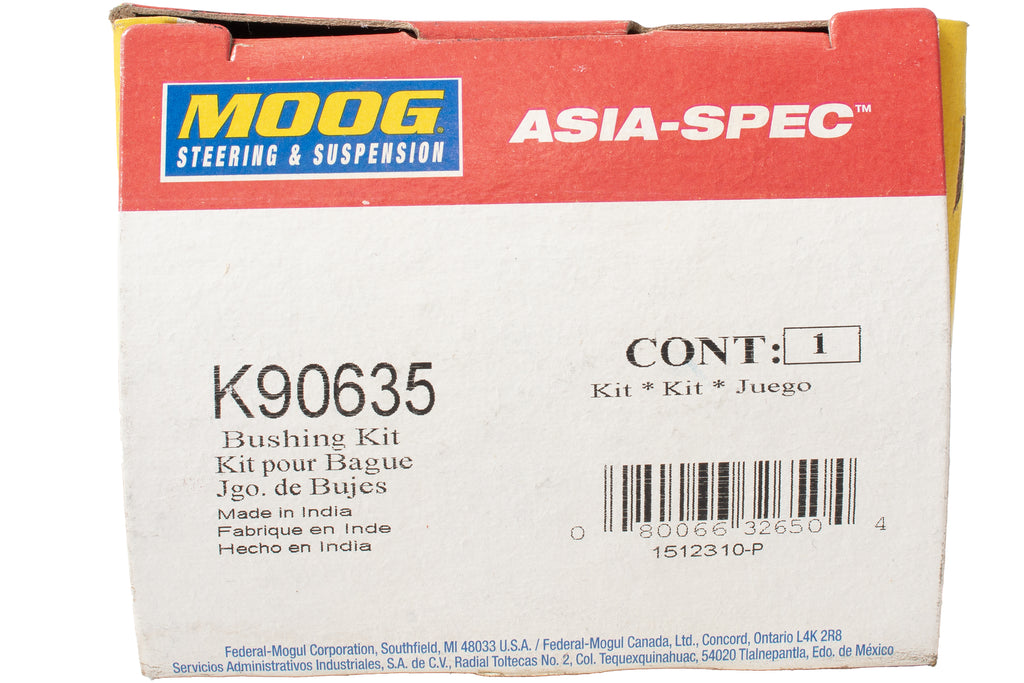 MOOG®
STEERING & SUSPENSION
ASIA-SPEC™
CONT: 1
Kit * Kit * Juego
K90635
Bushing Kit
Kit pour Bague
Jgo. de Bujes
Made in India
Fabrique en Inde
Hecho en India
0 80066 32650 4
1512310-P
Federal-Mogul Corporation, Southfield, MI 48033 U.S.A. / Federal-Mogul Canada, Ltd., Concord, Ontario L4K 2R8
Servicios Administrativos Industriales, S.A. de C.V., Radial Toltecas No. 2, Col. Tequexquinahuac, 54020 Tlalnepantla, Edo. de México